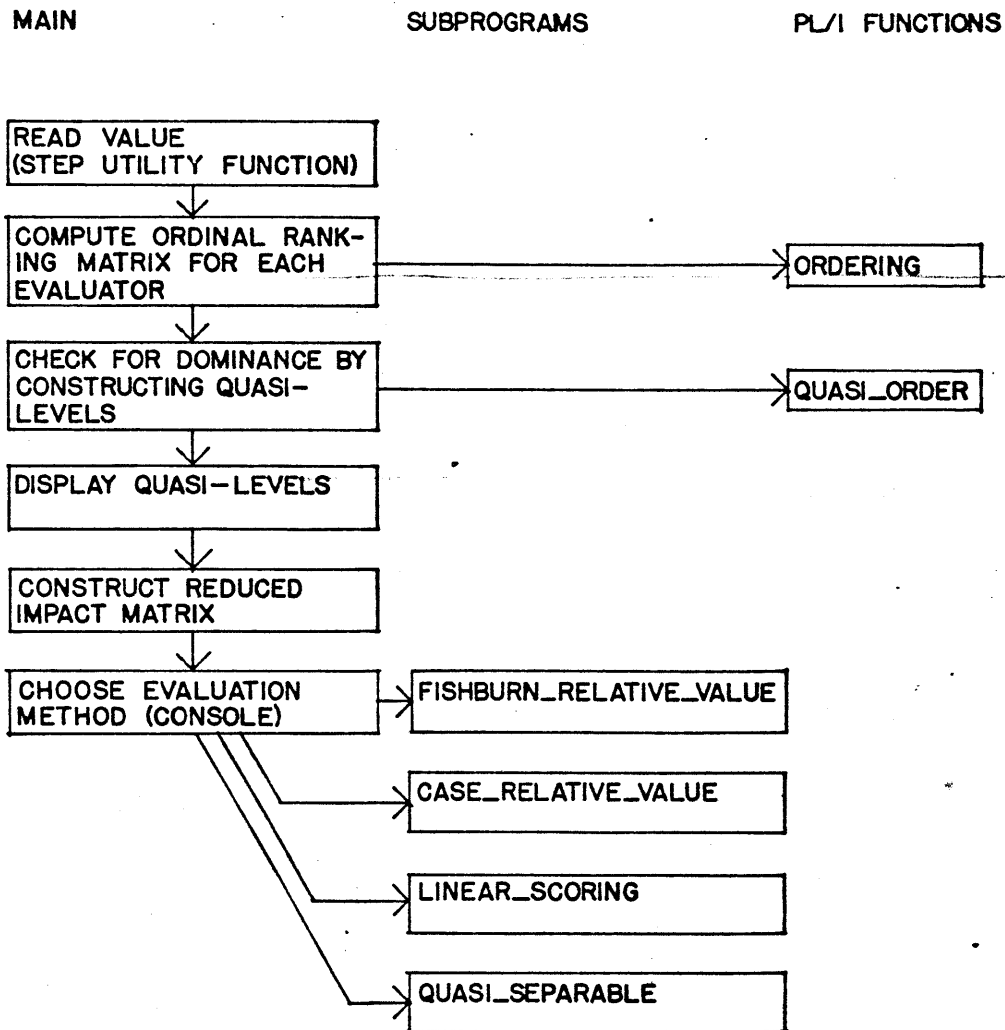 MAIN
SUBPROGRAMS
PL/I FUNCTIONS
READ VALUE
(STEP UTILITY FUNCTION)
COMPUTE ORDINAL RANK-
ING MATRIX FOR EACH
EVALUATOR
ORDERING
CHECK FOR DOMINANCE BY
CONSTRUCTING QUASI-
LEVELS
QUASI_ORDER
DISPLAY QUASI-LEVELS
CONSTRUCT REDUCED
IMPACT MATRIX
CHOOSE EVALUATION
METHOD (CONSOLE)
FISHBURN_RELATIVE_VALUE
CASE_RELATIVE_VALUE
LINEAR_SCORING
QUASI_SEPARABLE